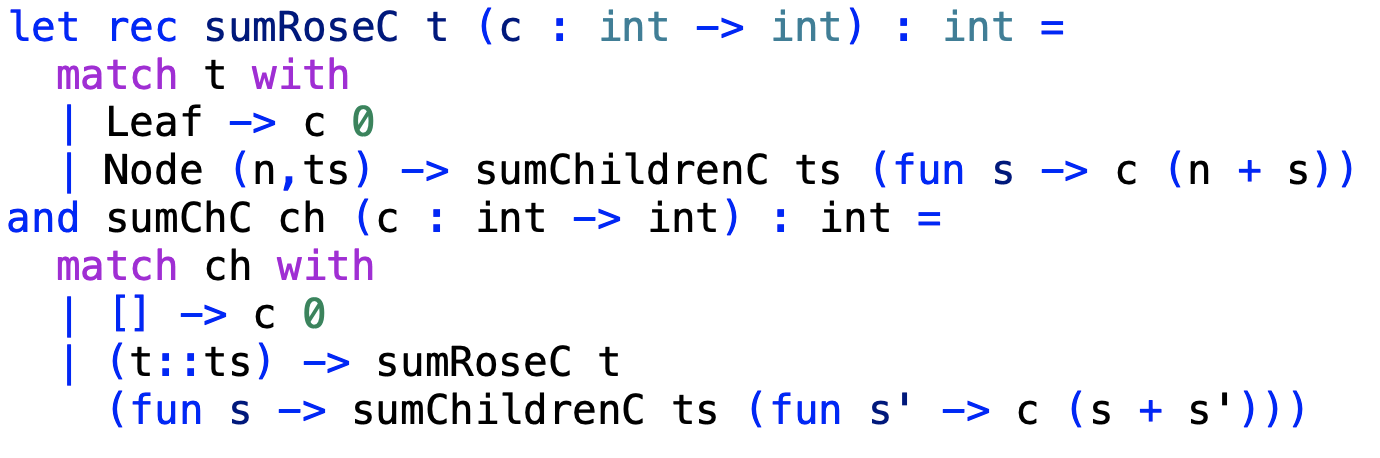 let rec sumRoseC t (c : int -> int) : int =
  match t with
  | Leaf -> c 0
  | Node (n,ts) -> sumChildrenC ts (fun s -> c (n + s))
and sumChC ch (c : int -> int) : int =
  match ch with
  | [] -> c 0
  | (t::ts) -> sumRoseC t
    (fun s -> sumChildrenC ts (fun s' -> c (s + s')))